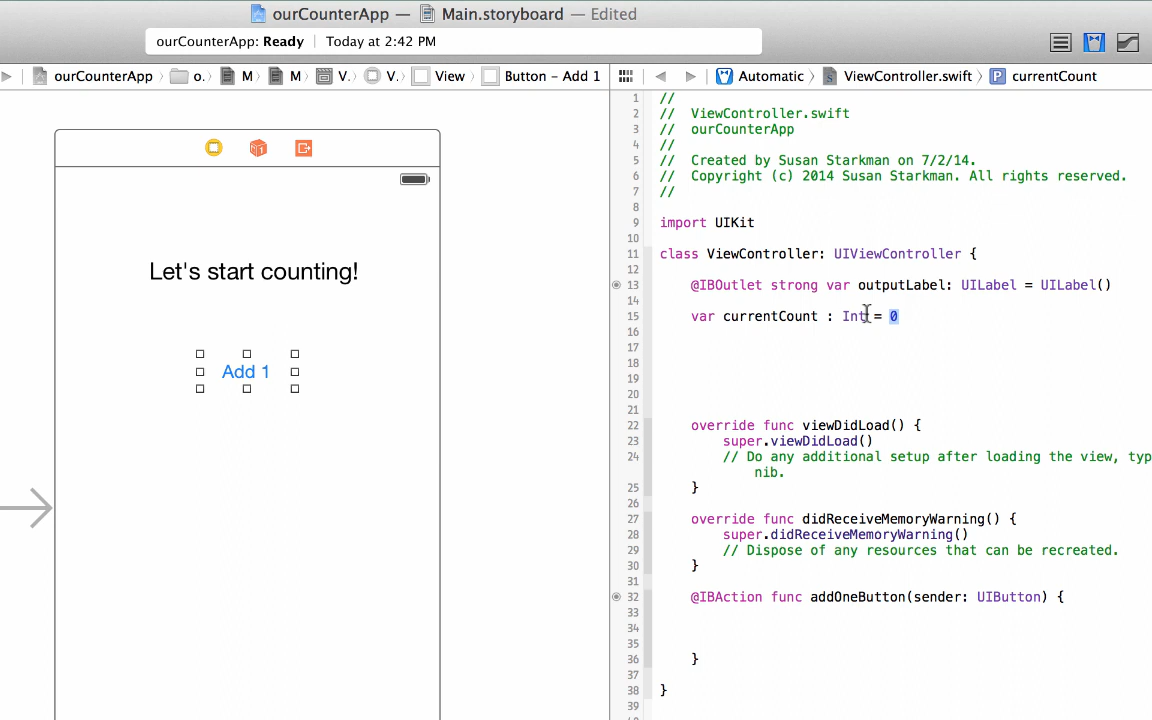 ourCounterApp — Main.storyboard — Edited
ourCounterApp: Ready | Today at 2:42 PM
ourCounterApp 〉 o. 〉 M 〉 M 〉 V. 〉 V. 〉 View 〉 Button – Add 1
Automatic 〉 ViewController.swift 〉 P currentCount
Let's start counting!
Add 1
1 //
2 // ViewController.swift
3 // ourCounterApp
4 //
5 // Created by Susan Starkman on 7/2/14.
6 // Copyright (c) 2014 Susan Starkman. All rights reserved.
7 //
8
9 import UIKit
10
11 class ViewController: UIViewController {
12
13 @IBOutlet strong var outputLabel: UILabel = UILabel()
14
15 var currentCount : Int = 0
16
17
18
19
20
21
22 override func viewDidLoad() {
23 super.viewDidLoad()
24 // Do any additional setup after loading the view, typ
nib.
25 }
26
27 override func didReceiveMemoryWarning() {
28 super.didReceiveMemoryWarning()
29 // Dispose of any resources that can be recreated.
30 }
31
32 @IBAction func addOneButton(sender: UIButton) {
33
34
35
36 }
37
38 }
39